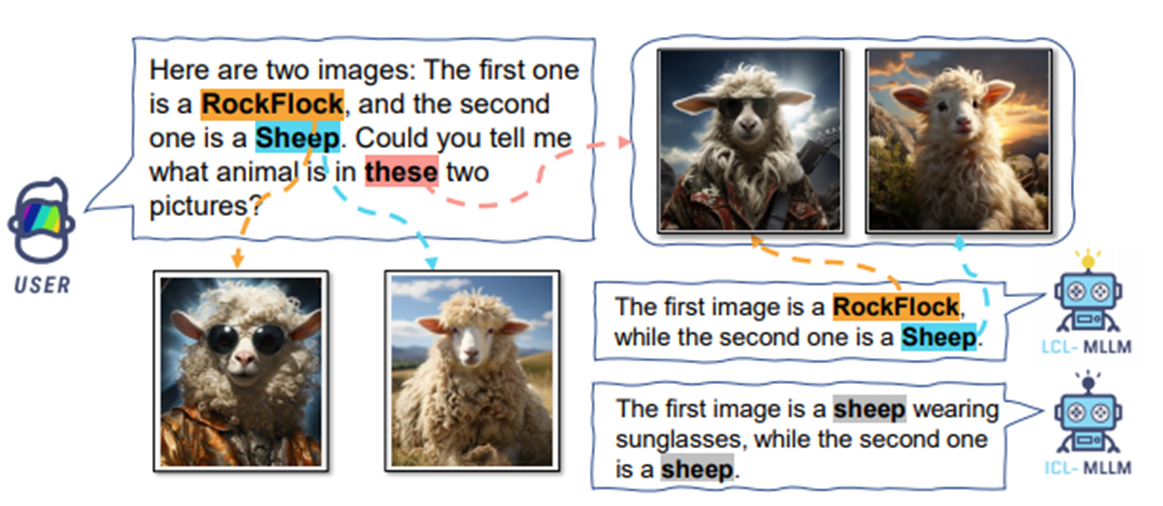 Here are two images: The first one
is a RockFlock, and the second
one is a Sheep. Could you tell me
what animal is in these two
pictures?
USER
The first image is a RockFlock,
while the second one is a Sheep.
LCL- MLLM
The first image is a sheep wearing
sunglasses, while the second one
is a sheep.
ICL- MLLM